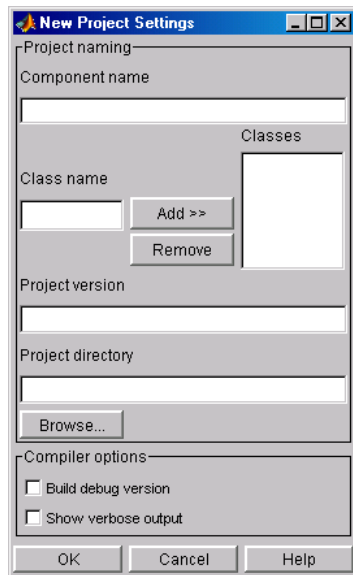 New Project Settings
Project naming
Component name
Classes
Class name
Add >>
Remove
Project version
Project directory
Browse...
Compiler options
Build debug version
Show verbose output
OK Cancel Help